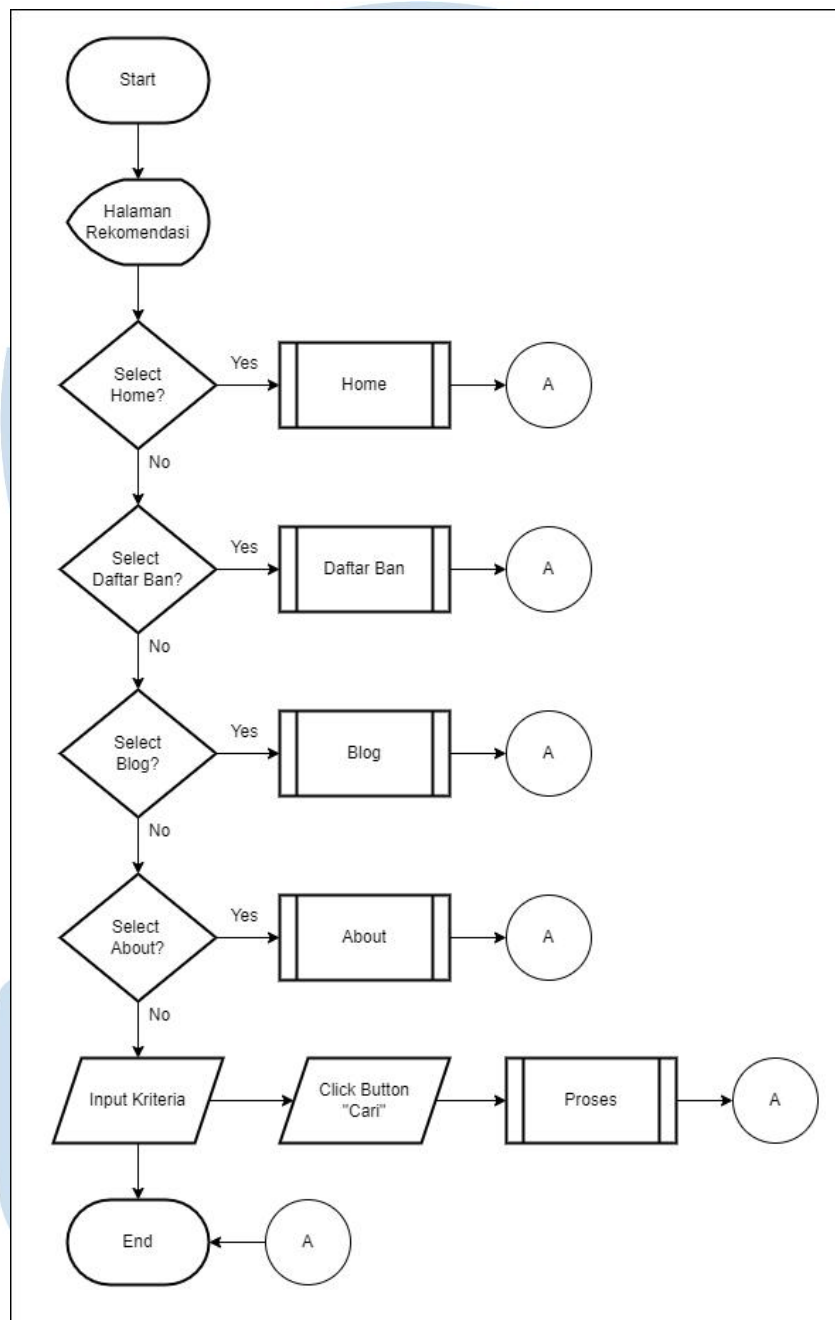 Start
Halaman
Rekomendasi
Select
Home?
Yes
Home
A
No
Select
Daftar Ban?
Yes
Daftar Ban
A
No
Select
Blog?
Yes
Blog
A
No
Select
About?
Yes
About
A
No
Input Kriteria
Click Button
"Cari"
Proses
A
End
A